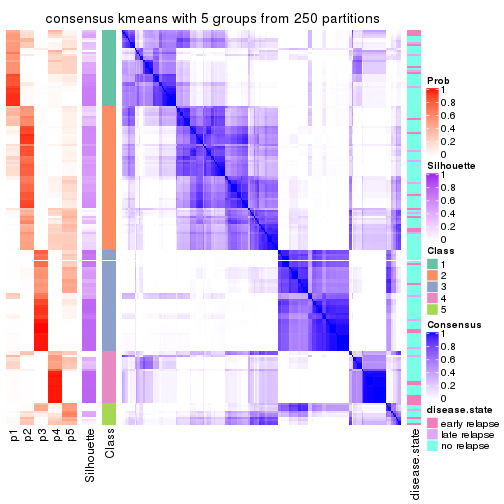 consensus kmeans with 5 groups from 250 partitions
Prob
1
0.8
0.6
0.4
0.2
0
Silhouette
1
0.8
0.6
0.4
0.2
0
Class
1
2
3
4
5
Consensus
1
0.8
0.6
0.4
0.2
0
disease.state
early relapse
late relapse
no relapse
p1
p2
p3
p4
p5
Silhouette
Class
disease.state